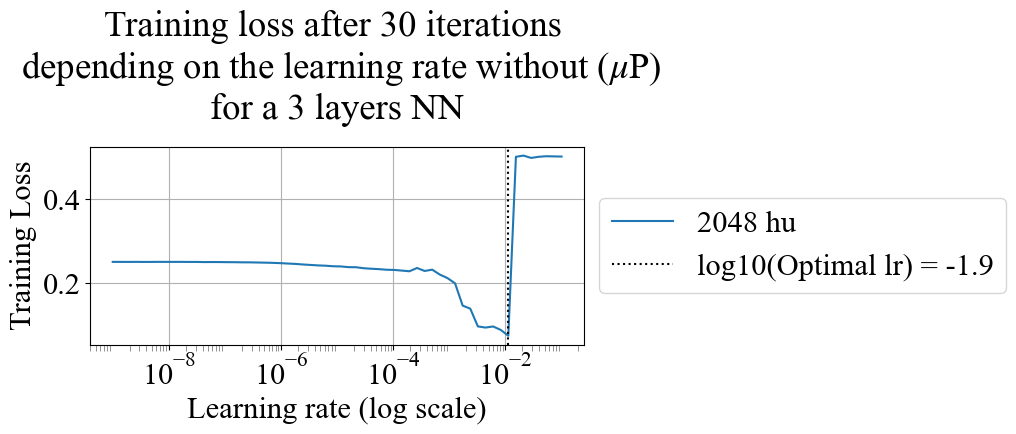 Training loss after 30 iterations
depending on the learning rate without (μP)
for a 3 layers NN
Training Loss
0.4
0.2
10⁻⁸
10⁻⁶
10⁻⁴
10⁻²
Learning rate (log scale)
2048 hu
log10(Optimal lr) = -1.9